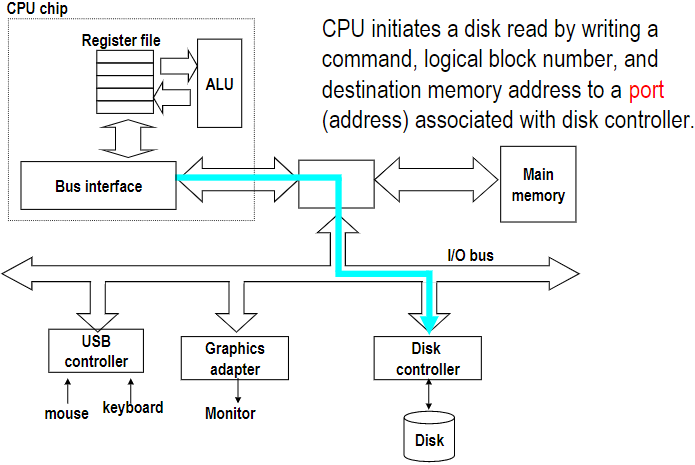 CPU chip
Register file
ALU
CPU initiates a disk read by writing a
command, logical block number, and
destination memory address to a port
(address) associated with disk controller.
Bus interface
Main
memory
I/O bus
USB
controller
Graphics
adapter
Disk
controller
mouse
keyboard
Monitor
Disk